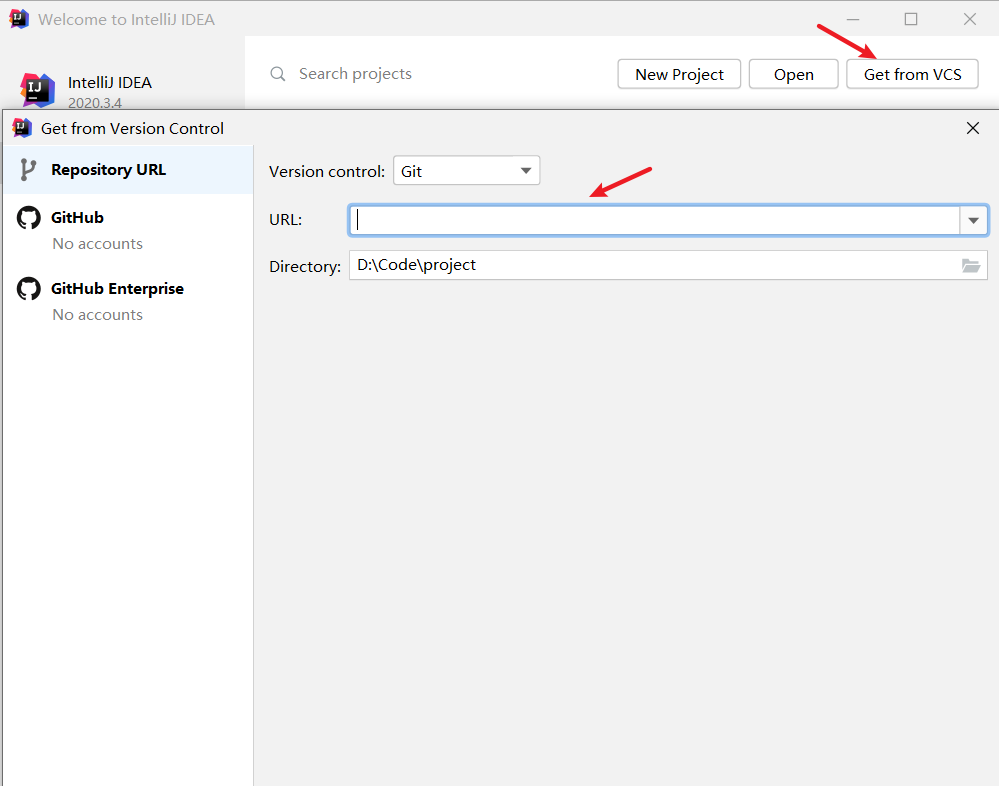 Welcome to IntelliJ IDEA
IntelliJ IDEA
2020.3.4
Search projects
New Project
Open
Get from VCS
Get from Version Control
Repository URL
GitHub
No accounts
GitHub Enterprise
No accounts
Version control: Git
URL:
Directory: D:\Code\project